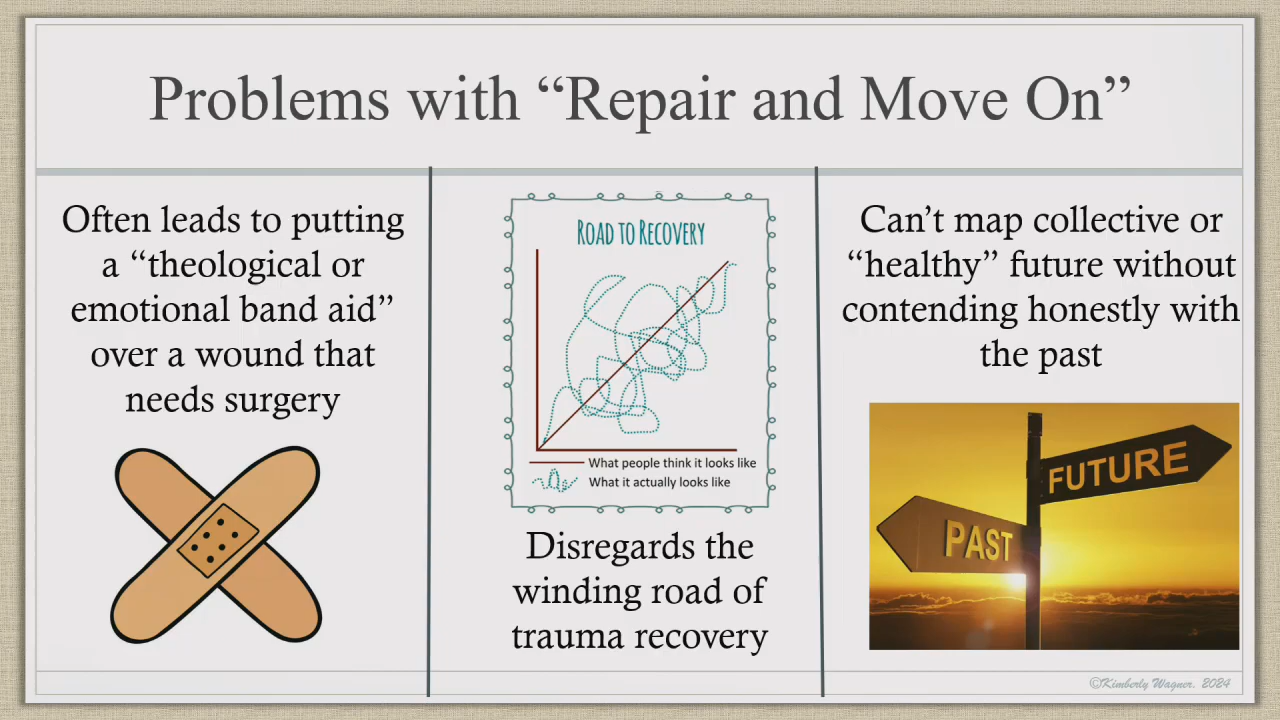 Problems with “Repair and Move On”
Often leads to putting
a “theological or
emotional band aid”
over a wound that
needs surgery
ROAD TO RECOVERY
What people think it looks like
What it actually looks like
Disregards the
winding road of
trauma recovery
Can’t map collective or
“healthy” future without
contending honestly with
the past
FUTURE
PAST
©Kimberly Wagner. 2024